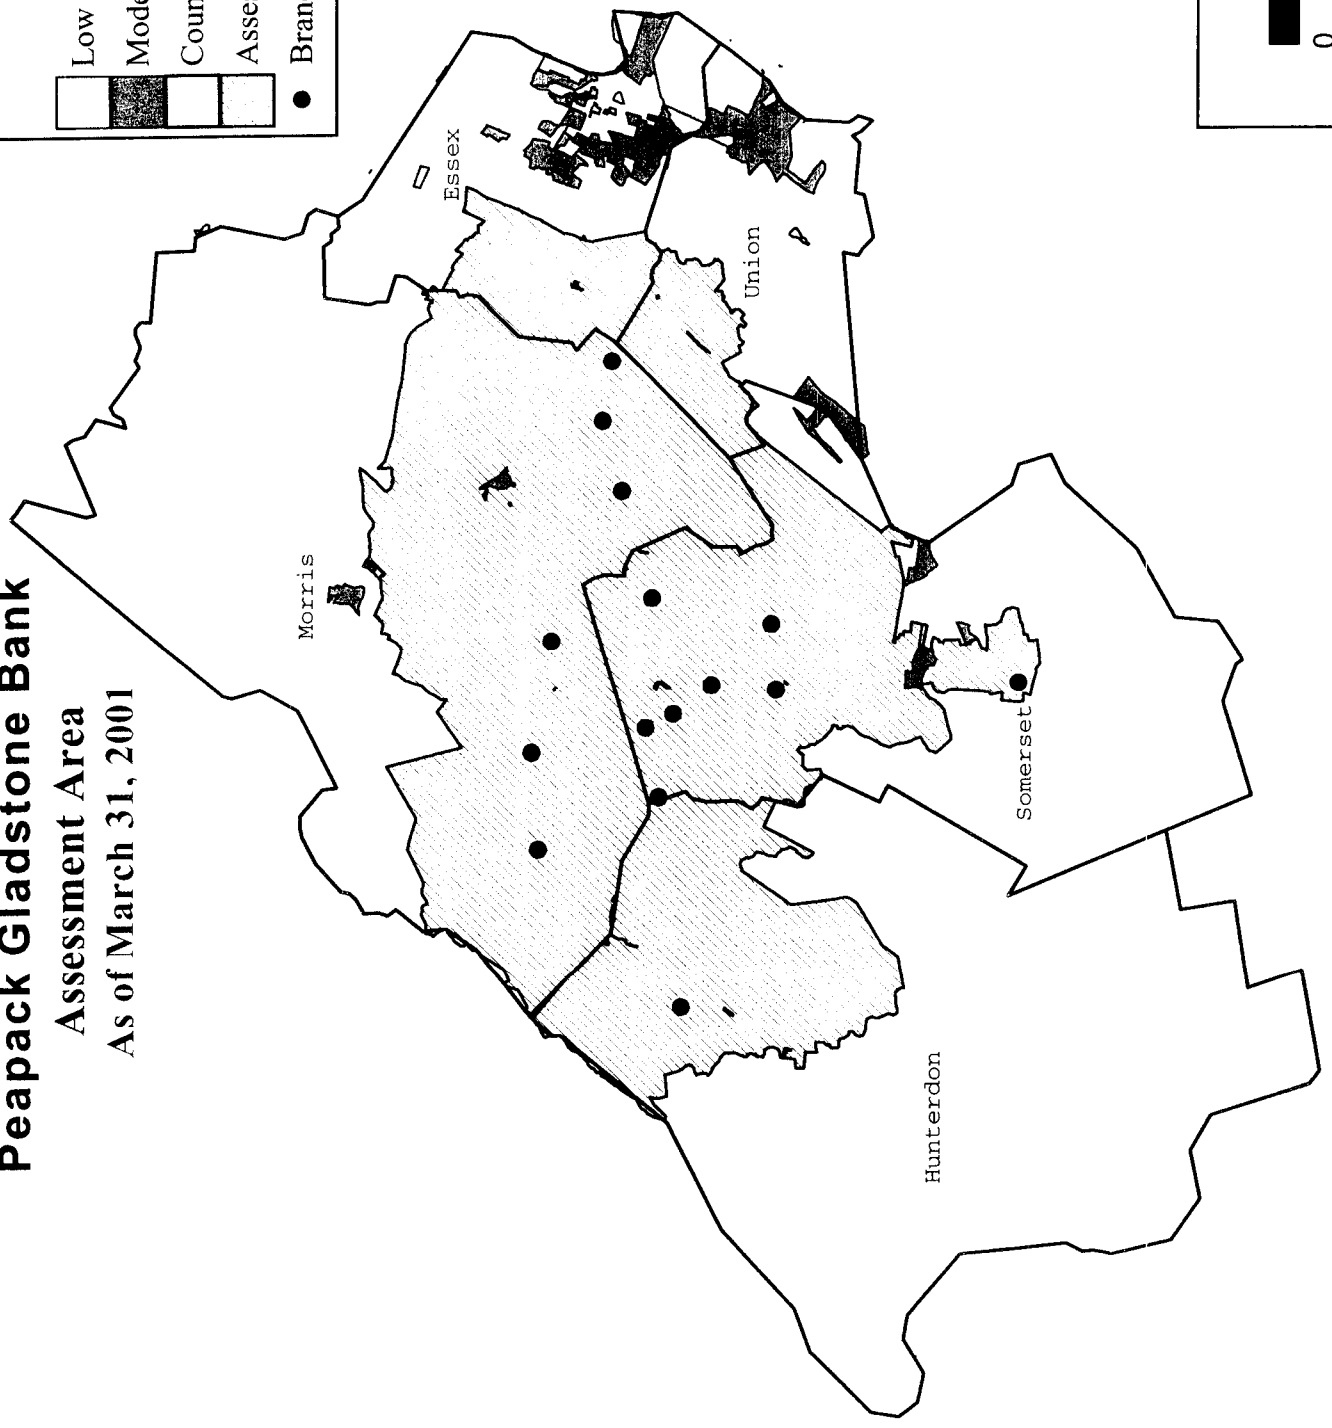 Peapack Gladstone Bank
Assessment Area
As of March 31, 2001
Low
Mode
Coun
Asse
Bran
Essex
Morris
Union
Somerset
Hunterdon
0